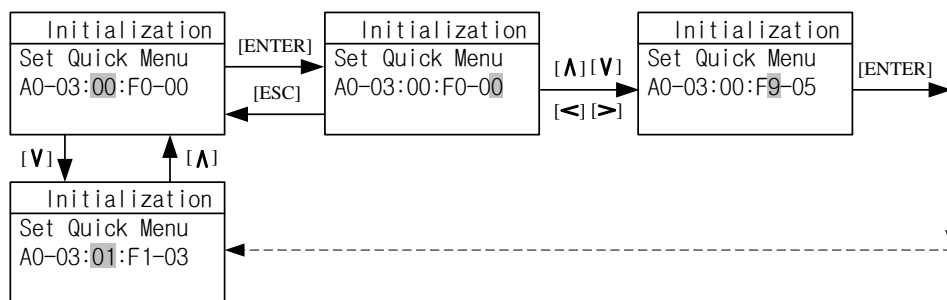 Initialization
Set Quick Menu
A0-03:00:F0-00
[ENTER]
[ESC]
Initialization
Set Quick Menu
A0-03:00:F0-00
[∧] [∨]
[<] [>]
Initialization
Set Quick Menu
A0-03:00:F9-05
[ENTER]
[∨]
[∧]
Initialization
Set Quick Menu
A0-03:01:F1-03